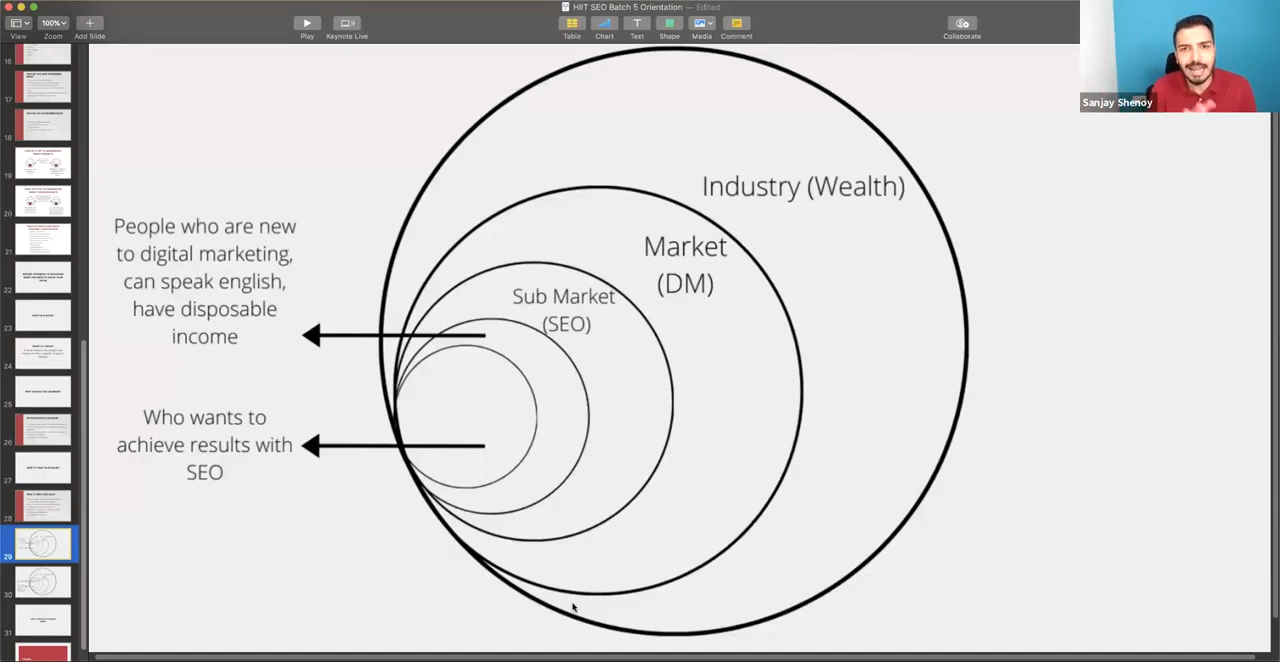 HIIT SEO Batch 5 Orientation — Edited
100%
View
Zoom
Add Slide
Play
Keynote Live
Table
Chart
Text
Shape
Media
Comment
Collaborate
Sanjay Shenoy
Industry (Wealth)
Market
(DM)
Sub Market
(SEO)
People who are new
to digital marketing,
can speak english,
have disposable
income
Who wants to
achieve results with
SEO
16
17
18
19
20
21
22
23
24
25
26
27
28
29
30
31